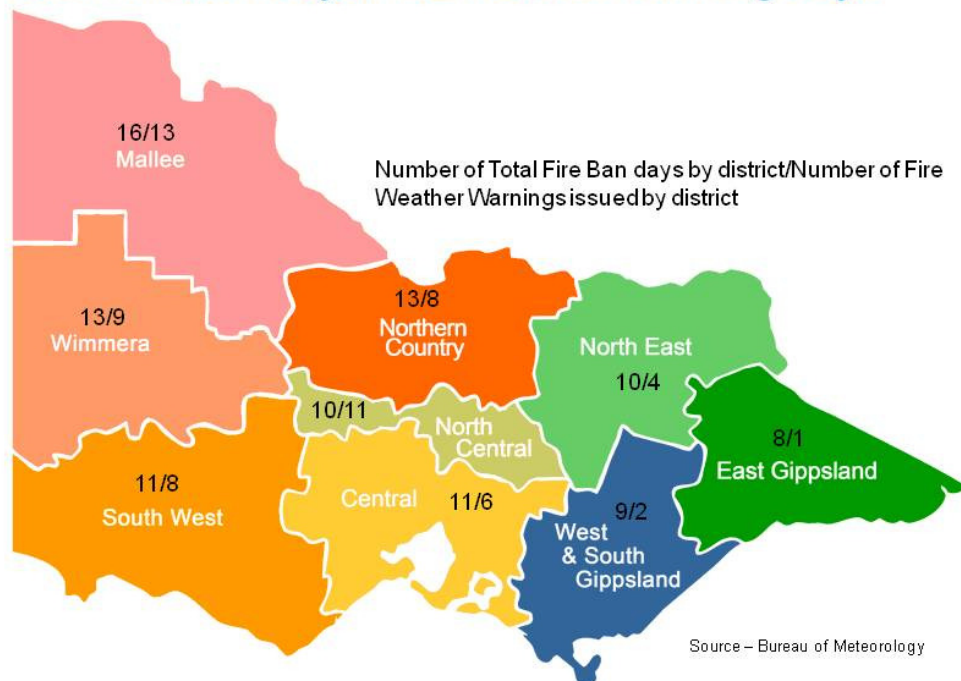 16/13
Mallee
Number of Total Fire Ban days by district/Number of Fire
Weather Warnings issued by district
13/9
Wimmera
13/8
Northern
Country
North East
10/4
10/11
North
Central
8/1
East Gippsland
11/8
South West
Central 11/6
9/2
West
& South
Gippsland
Source – Bureau of Meteorology